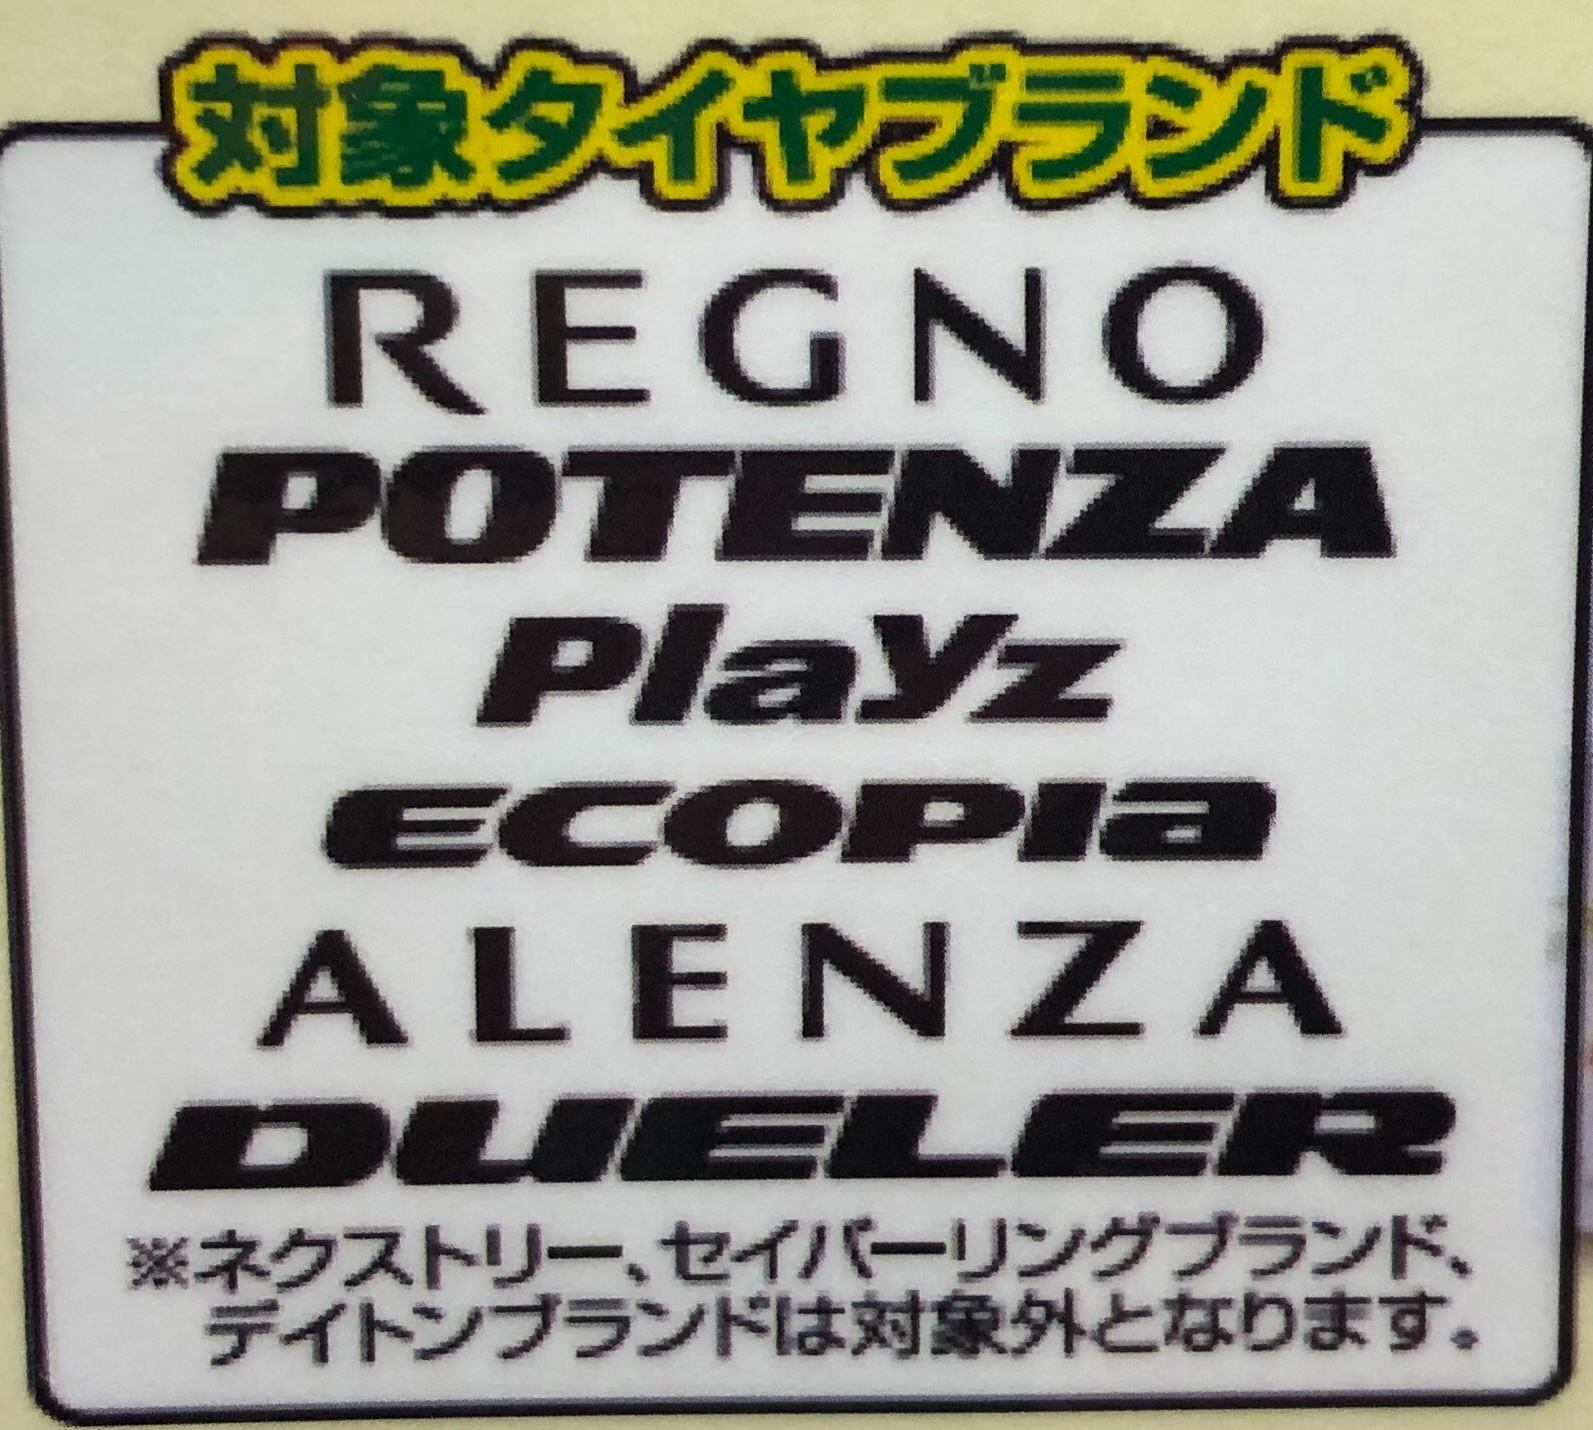 対象タイヤブランド
REGNO
POTENZA
Playz
ECOPIa
ALENZA
DUELER
※ネクストリー、セイバーリングブランド、
デイトンブランドは対象外となります。